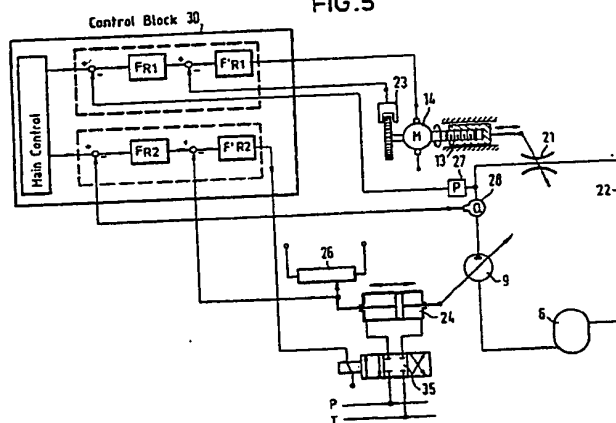 FIG.5
Control Block 30
Main Control
+
-
FR1
+
-
F'R1
+
-
FR2
+
-
F'R2
23
14
M
13'
21
27
P
28
Q
22
26
9
24
6
35
P
T